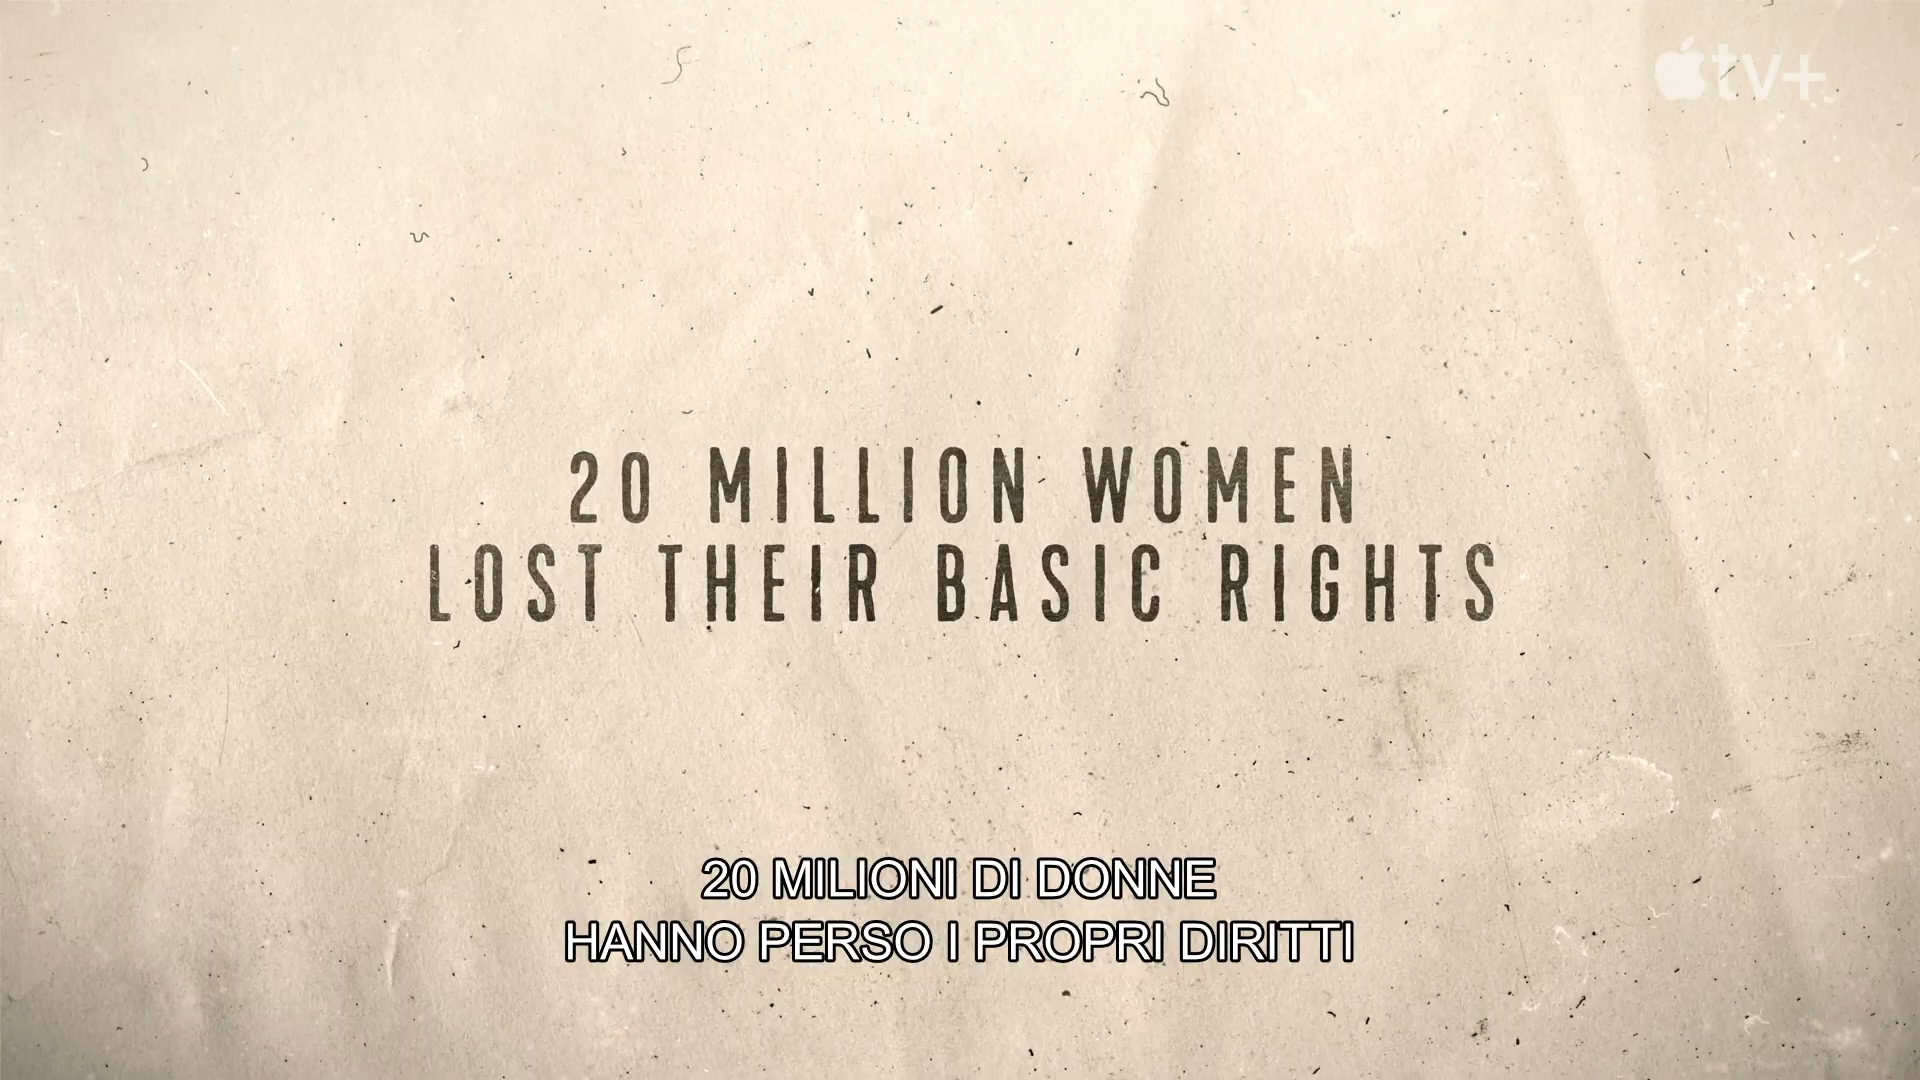 tv+
20 MILLION WOMEN
LOST THEIR BASIC RIGHTS
20 MILIONI DI DONNE
HANNO PERSO I PROPRI DIRITTI